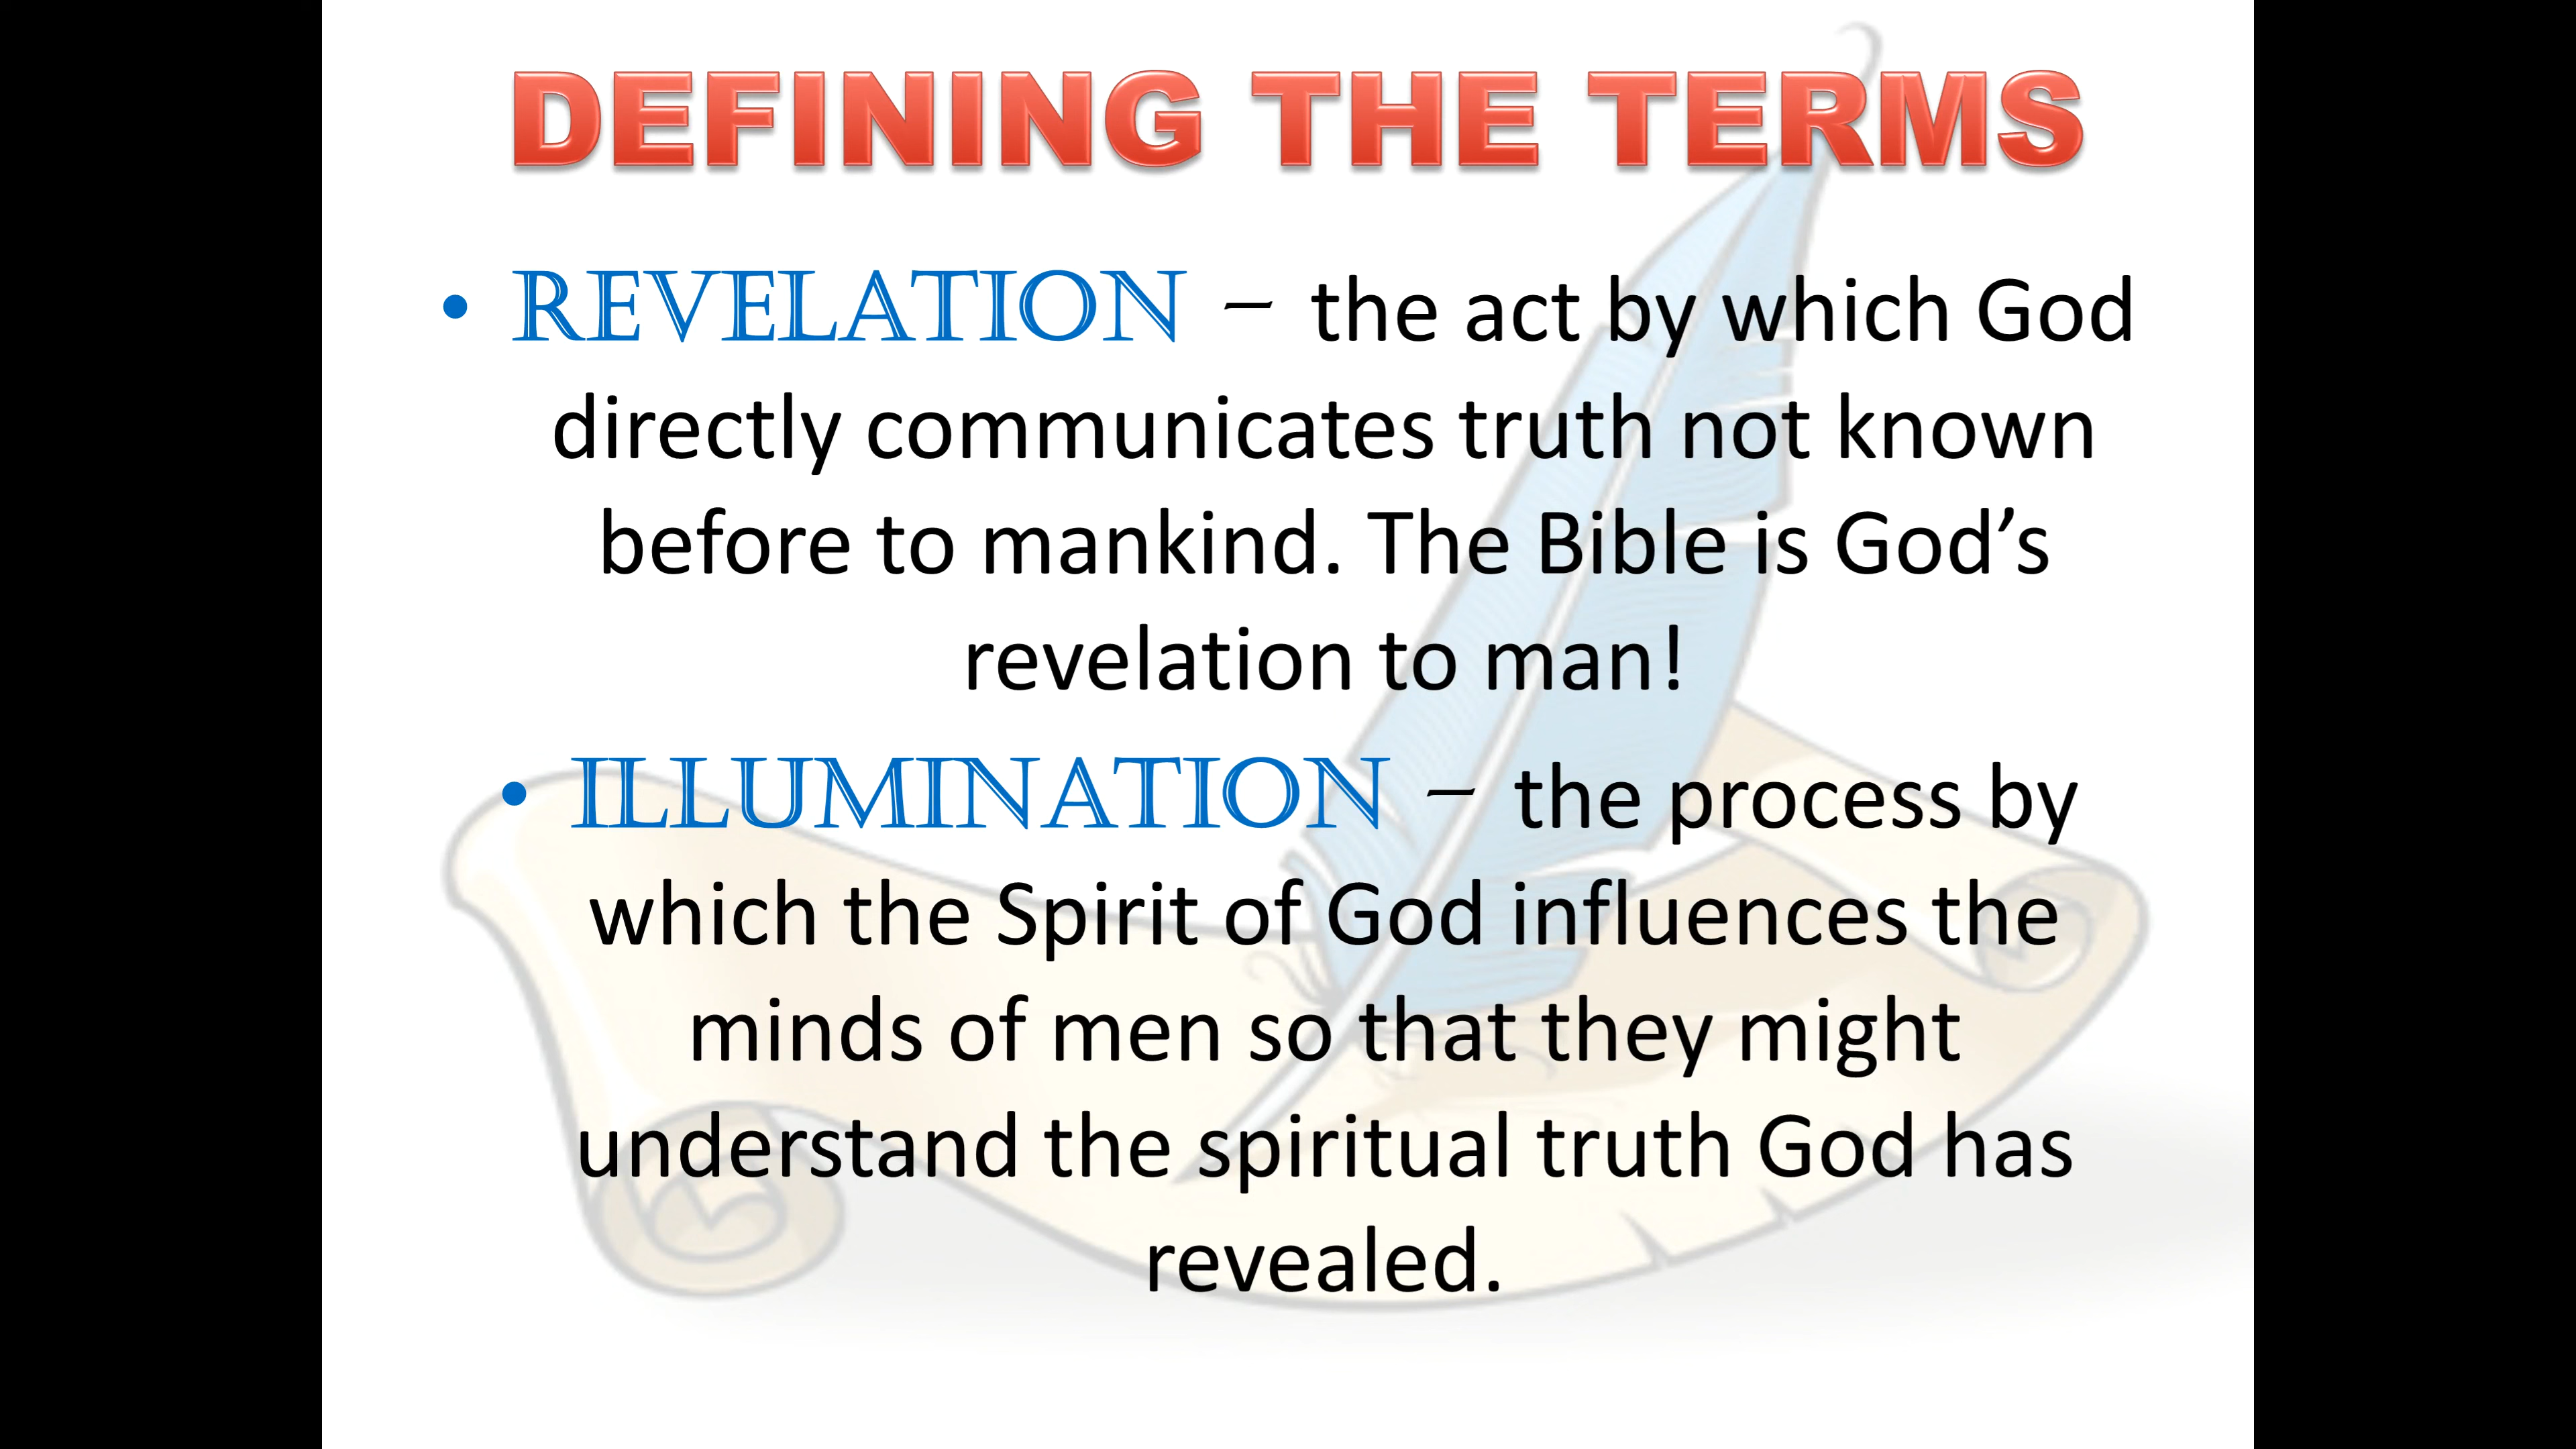 DEFINING THE TERMS
• REVELATION – the act by which God
directly communicates truth not known
before to mankind. The Bible is God’s
revelation to man!
• ILLUMINATION – the process by
which the Spirit of God influences the
minds of men so that they might
understand the spiritual truth God has
revealed.